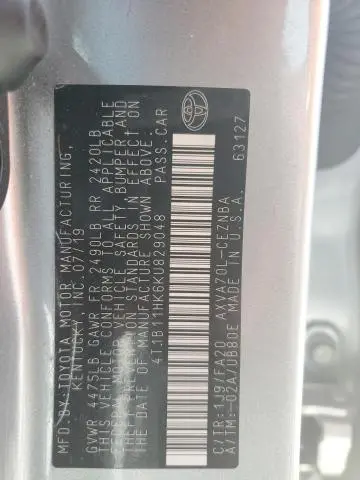 MFD.BY:TOYOTA MOTOR MANUFACTURING,
KENTUCKY, INC.07/19
GVWR 4475LB GAWR FR 2490LB RR 2420LB
THIS VEHICLE CONFORMS TO ALL APPLICABLE
FEDERAL MOTOR VEHICLE SAFETY, BUMPER AND
THEFT PREVENTION STANDARDS IN EFFECT ON
THE DATE OF MANUFACTURE SHOWN ABOVE.
4T1B11HK6KU829048 PASS.CAR
C/TR:1J9/FA20 AXVA70L-CEZNBA
A/TM:-02A/UB80E MADE IN U.S.A.
63127